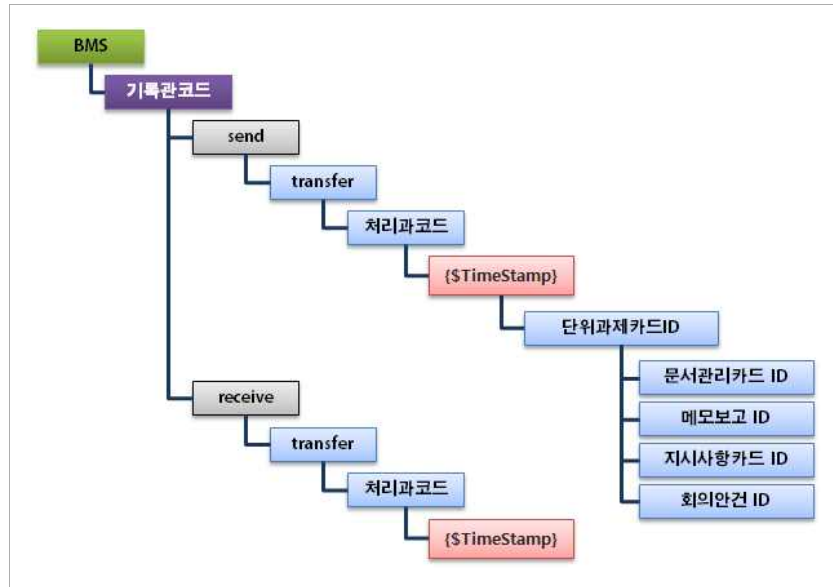 BMS
기록관코드
send
transfer
처리과코드
{$TimeStamp}
단위과제카드ID
문서관리카드 ID
메모보고 ID
지시사항카드 ID
회의안건 ID
receive
transfer
처리과코드
{$TimeStamp}